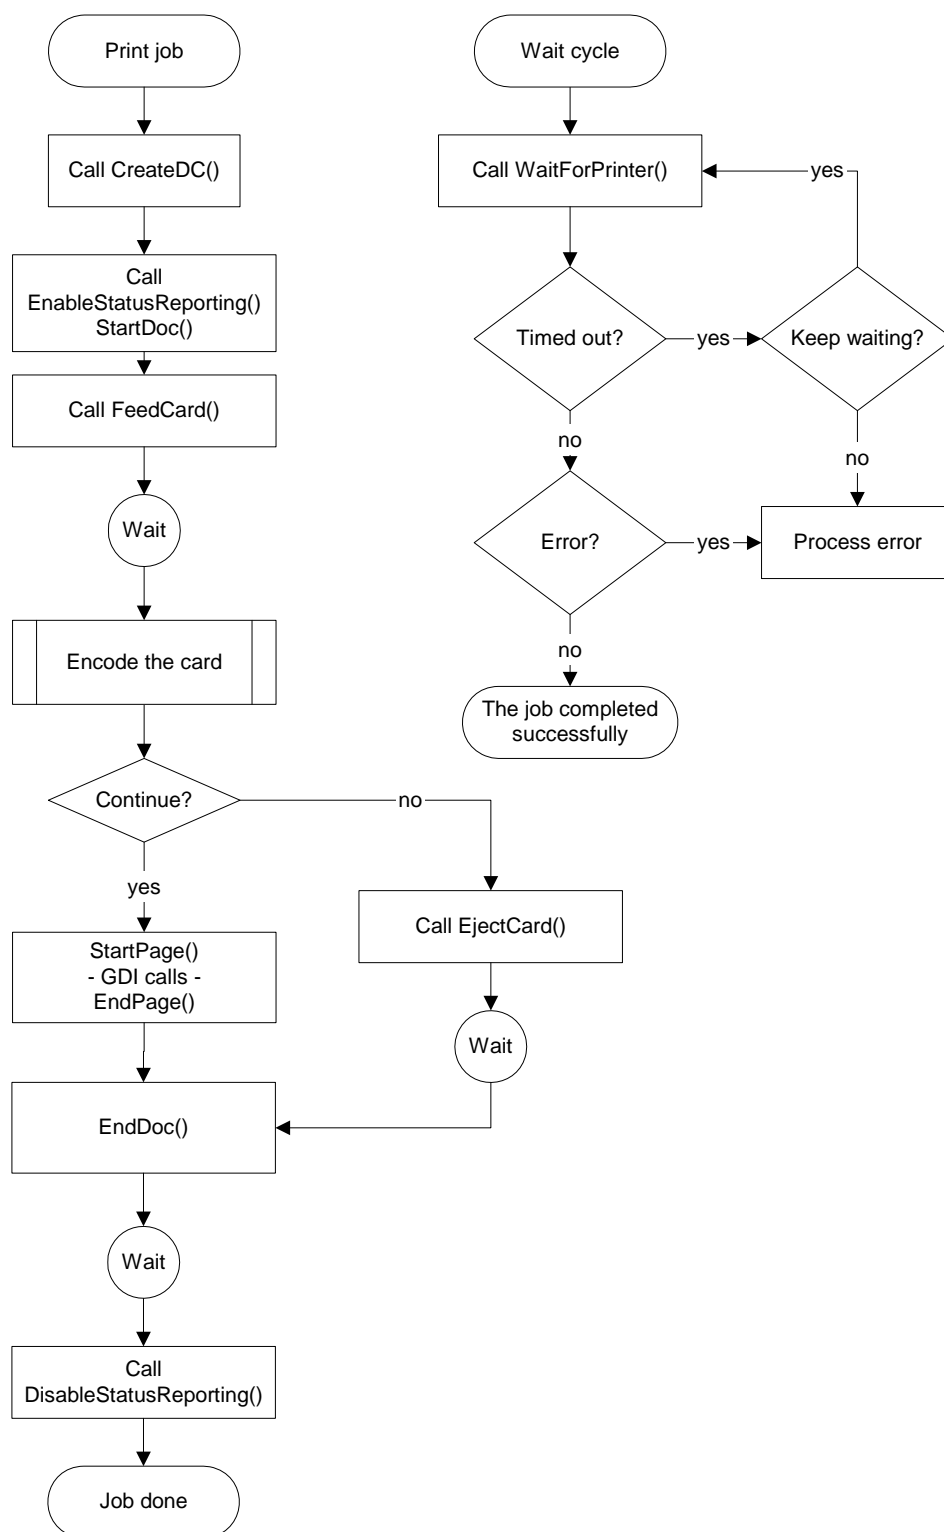 Print job
Call CreateDC()
Call
EnableStatusReporting()
StartDoc()
Call FeedCard()
Wait
Encode the card
Continue?
no
yes
StartPage()
- GDI calls -
EndPage()
Call EjectCard()
Wait
EndDoc()
Wait
Call
DisableStatusReporting()
Job done
Wait cycle
Call WaitForPrinter()
yes
Timed out?
yes
Keep waiting?
no
no
Error?
yes
Process error
no
The job completed
successfully